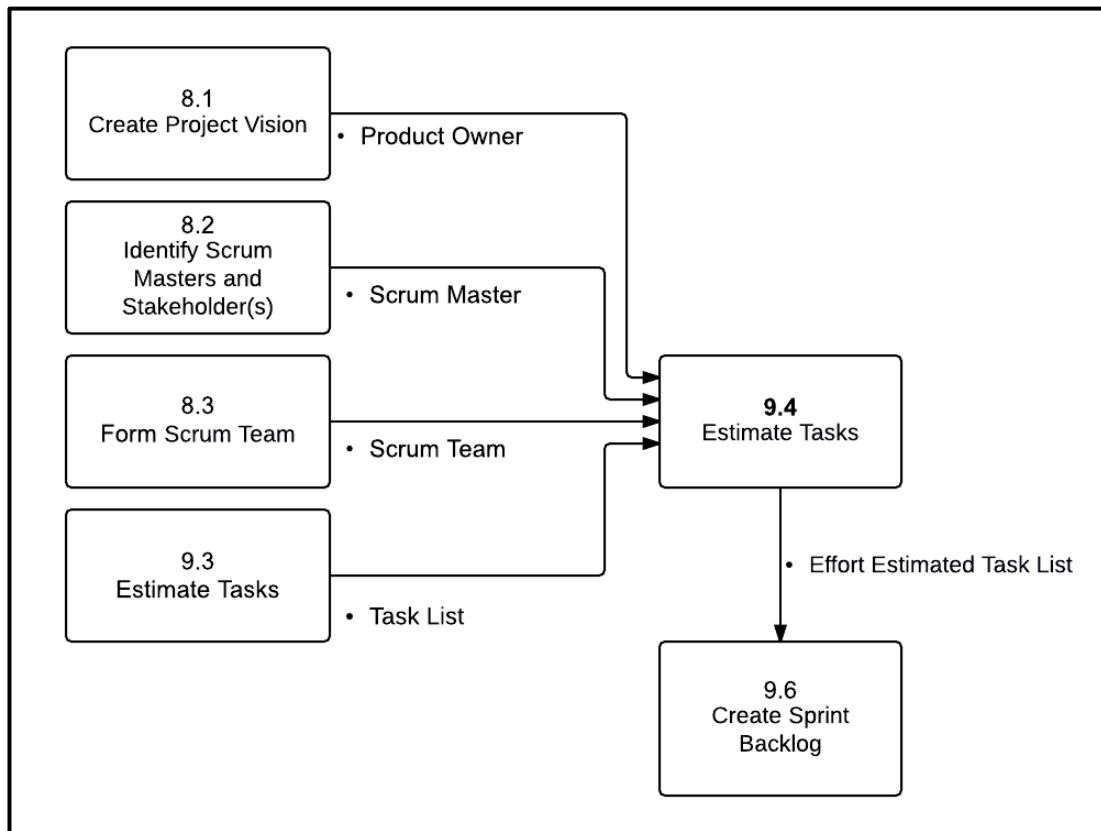 8.1
Create Project Vision
• Product Owner
8.2
Identify Scrum
Masters and
Stakeholder(s)
• Scrum Master
8.3
Form Scrum Team
• Scrum Team
9.3
Estimate Tasks
• Task List
9.4
Estimate Tasks
• Effort Estimated Task List
9.6
Create Sprint
Backlog